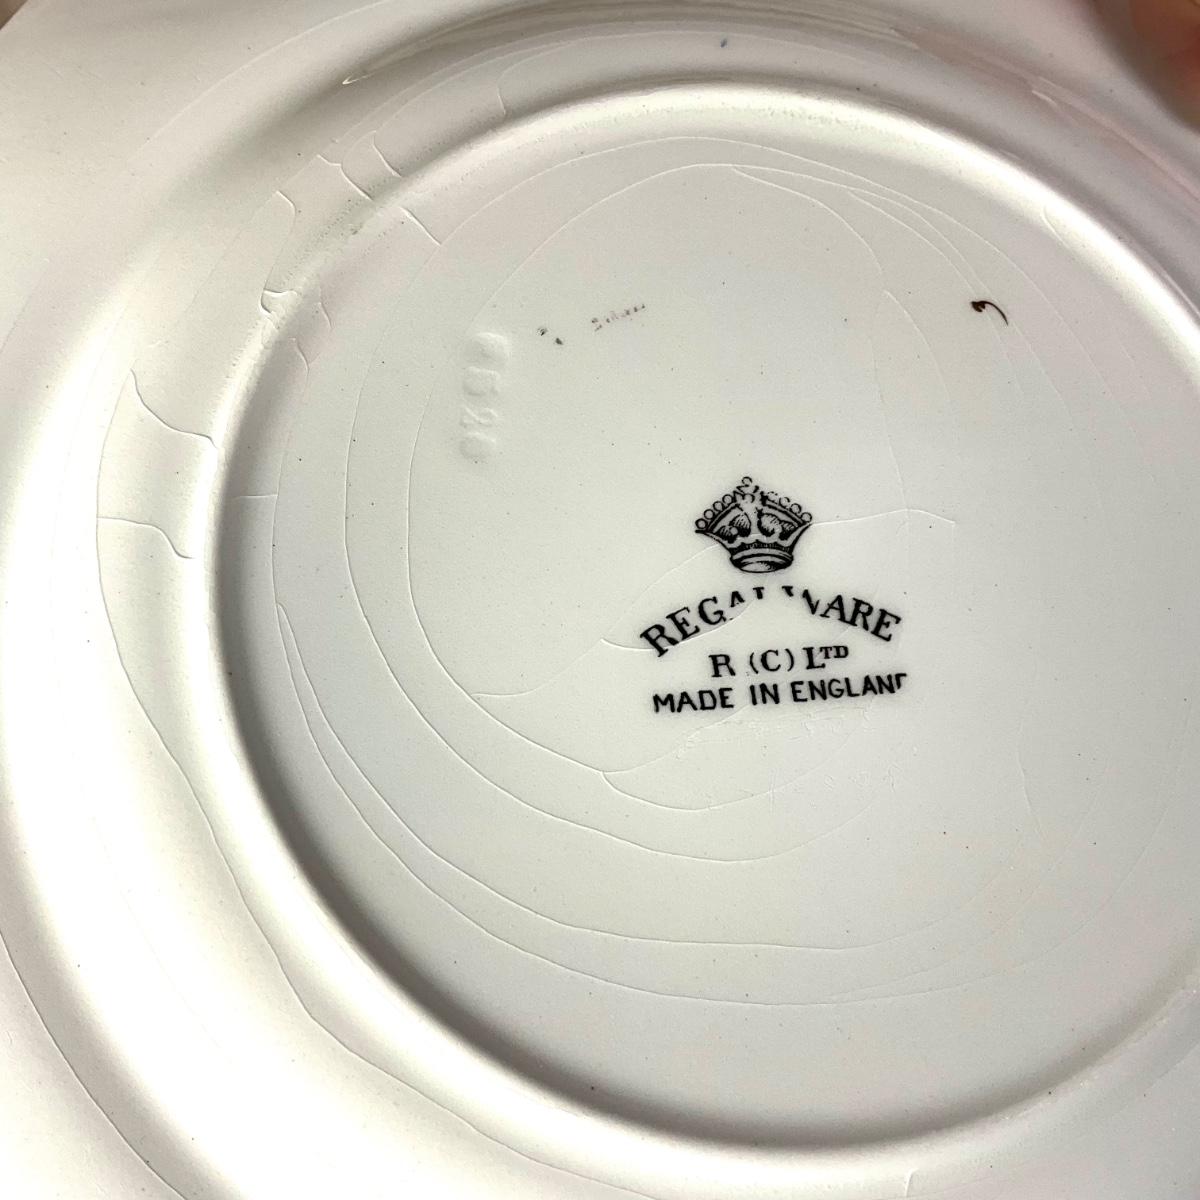 REGAL WARE
R (C) LTD
MADE IN ENGLAND